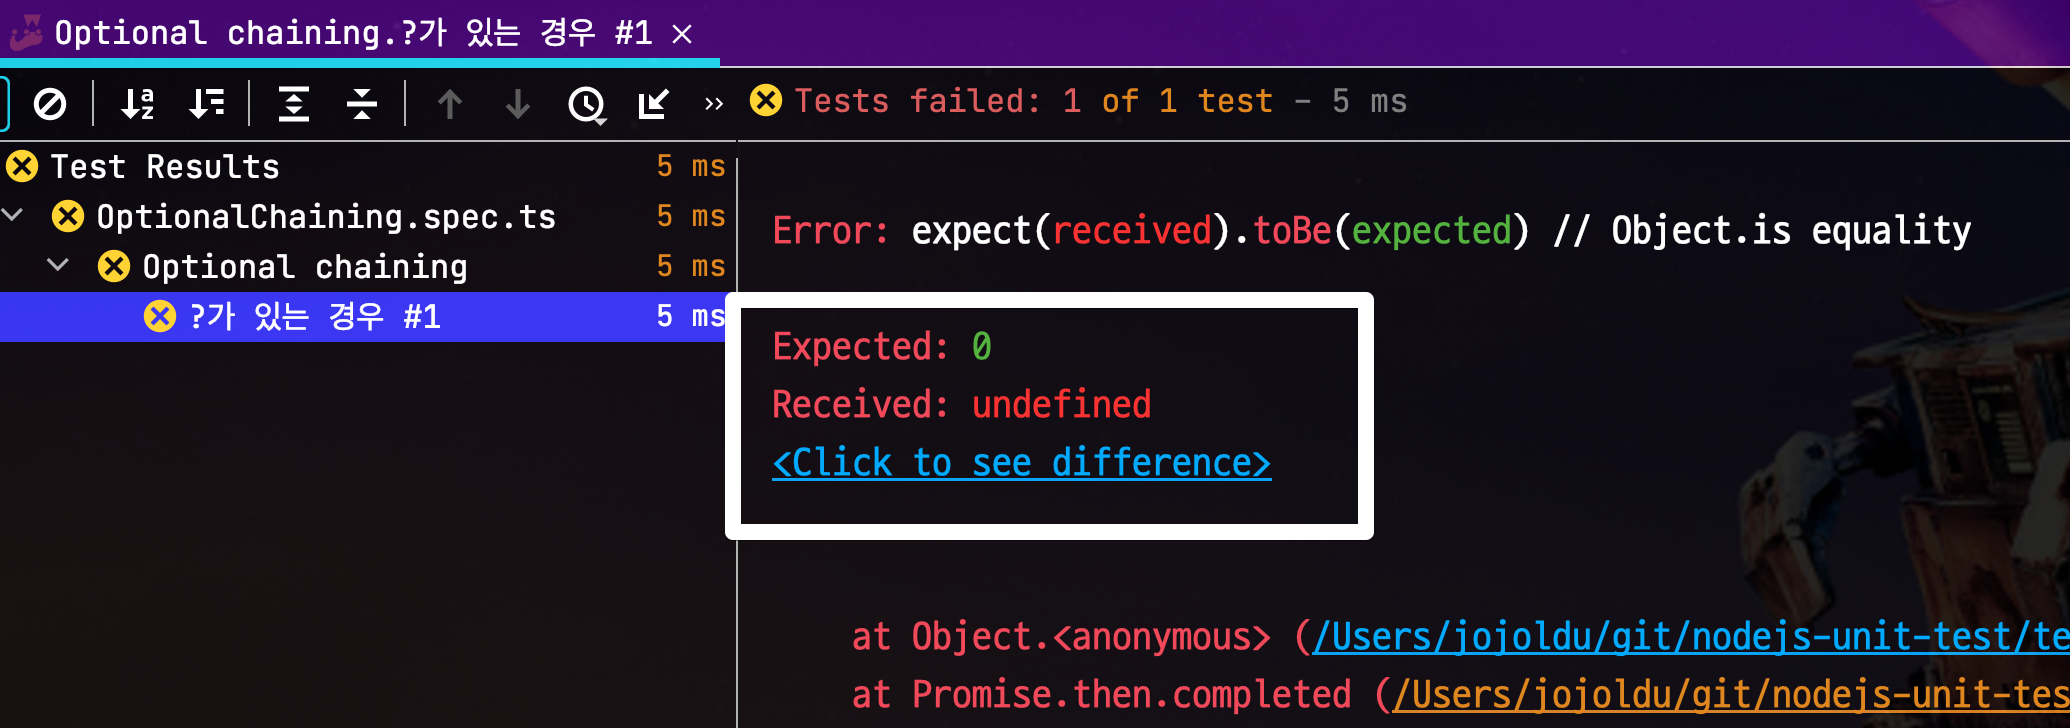 Optional chaining.?가 있는 경우 #1
Tests failed: 1 of 1 test – 5 ms
Test Results 5 ms
OptionalChaining.spec.ts 5 ms
Optional chaining 5 ms
?가 있는 경우 #1 5 ms
Error: expect(received).toBe(expected) // Object.is equality
Expected: 0
Received: undefined
<Click to see difference>
at Object.<anonymous> (/Users/jojoldu/git/nodejs-unit-test/te
at Promise.then.completed (/Users/jojoldu/git/nodejs-unit-tes